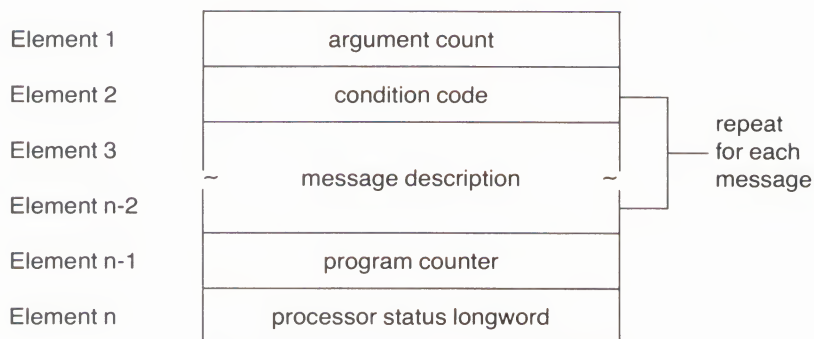 Element 1 argument count
Element 2 condition code
Element 3
~ message description ~
Element n-2
Element n-1 program counter
Element n processor status longword
repeat
for each
message